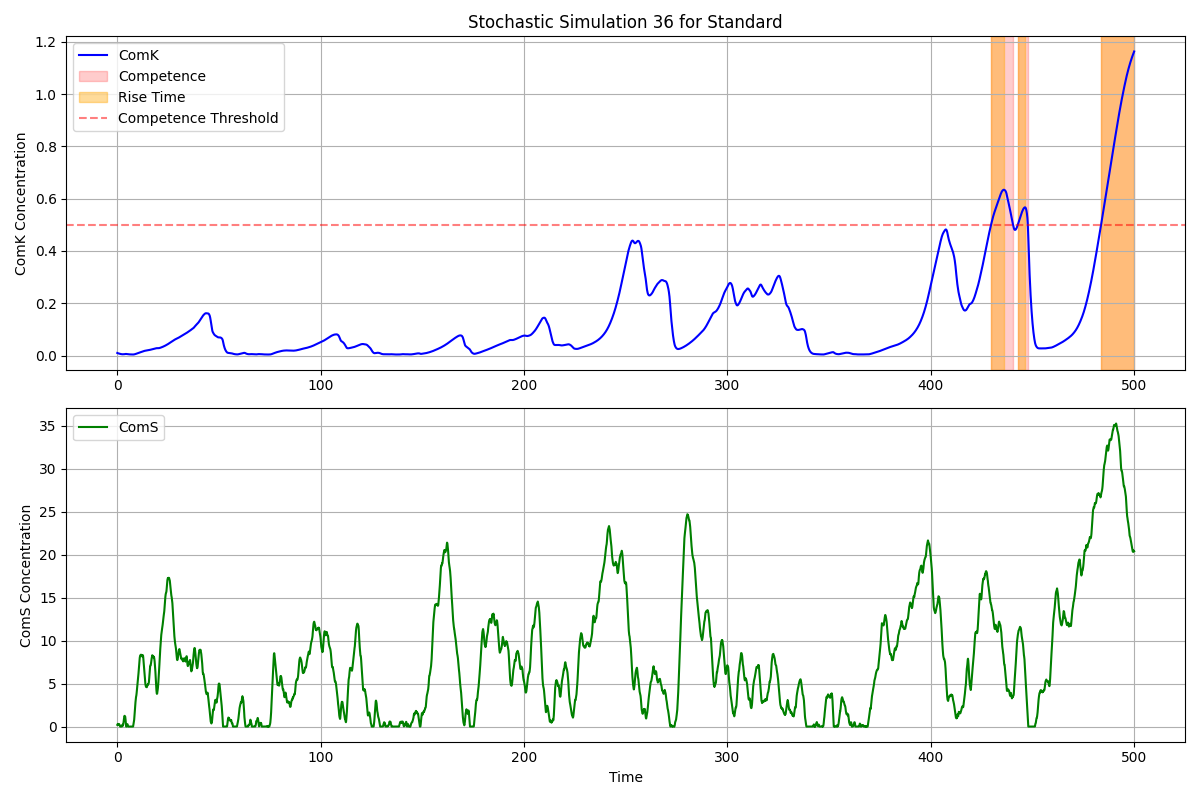 Stochastic Simulation 36 for Standard
ComK Concentration
1.2
1.0
0.8
0.6
0.4
0.2
0.0
ComK
Competence
Rise Time
Competence Threshold
0 100 200 300 400 500
ComS Concentration
35
30
25
20
15
10
5
0
ComS
0 100 200 300 400 500
Time